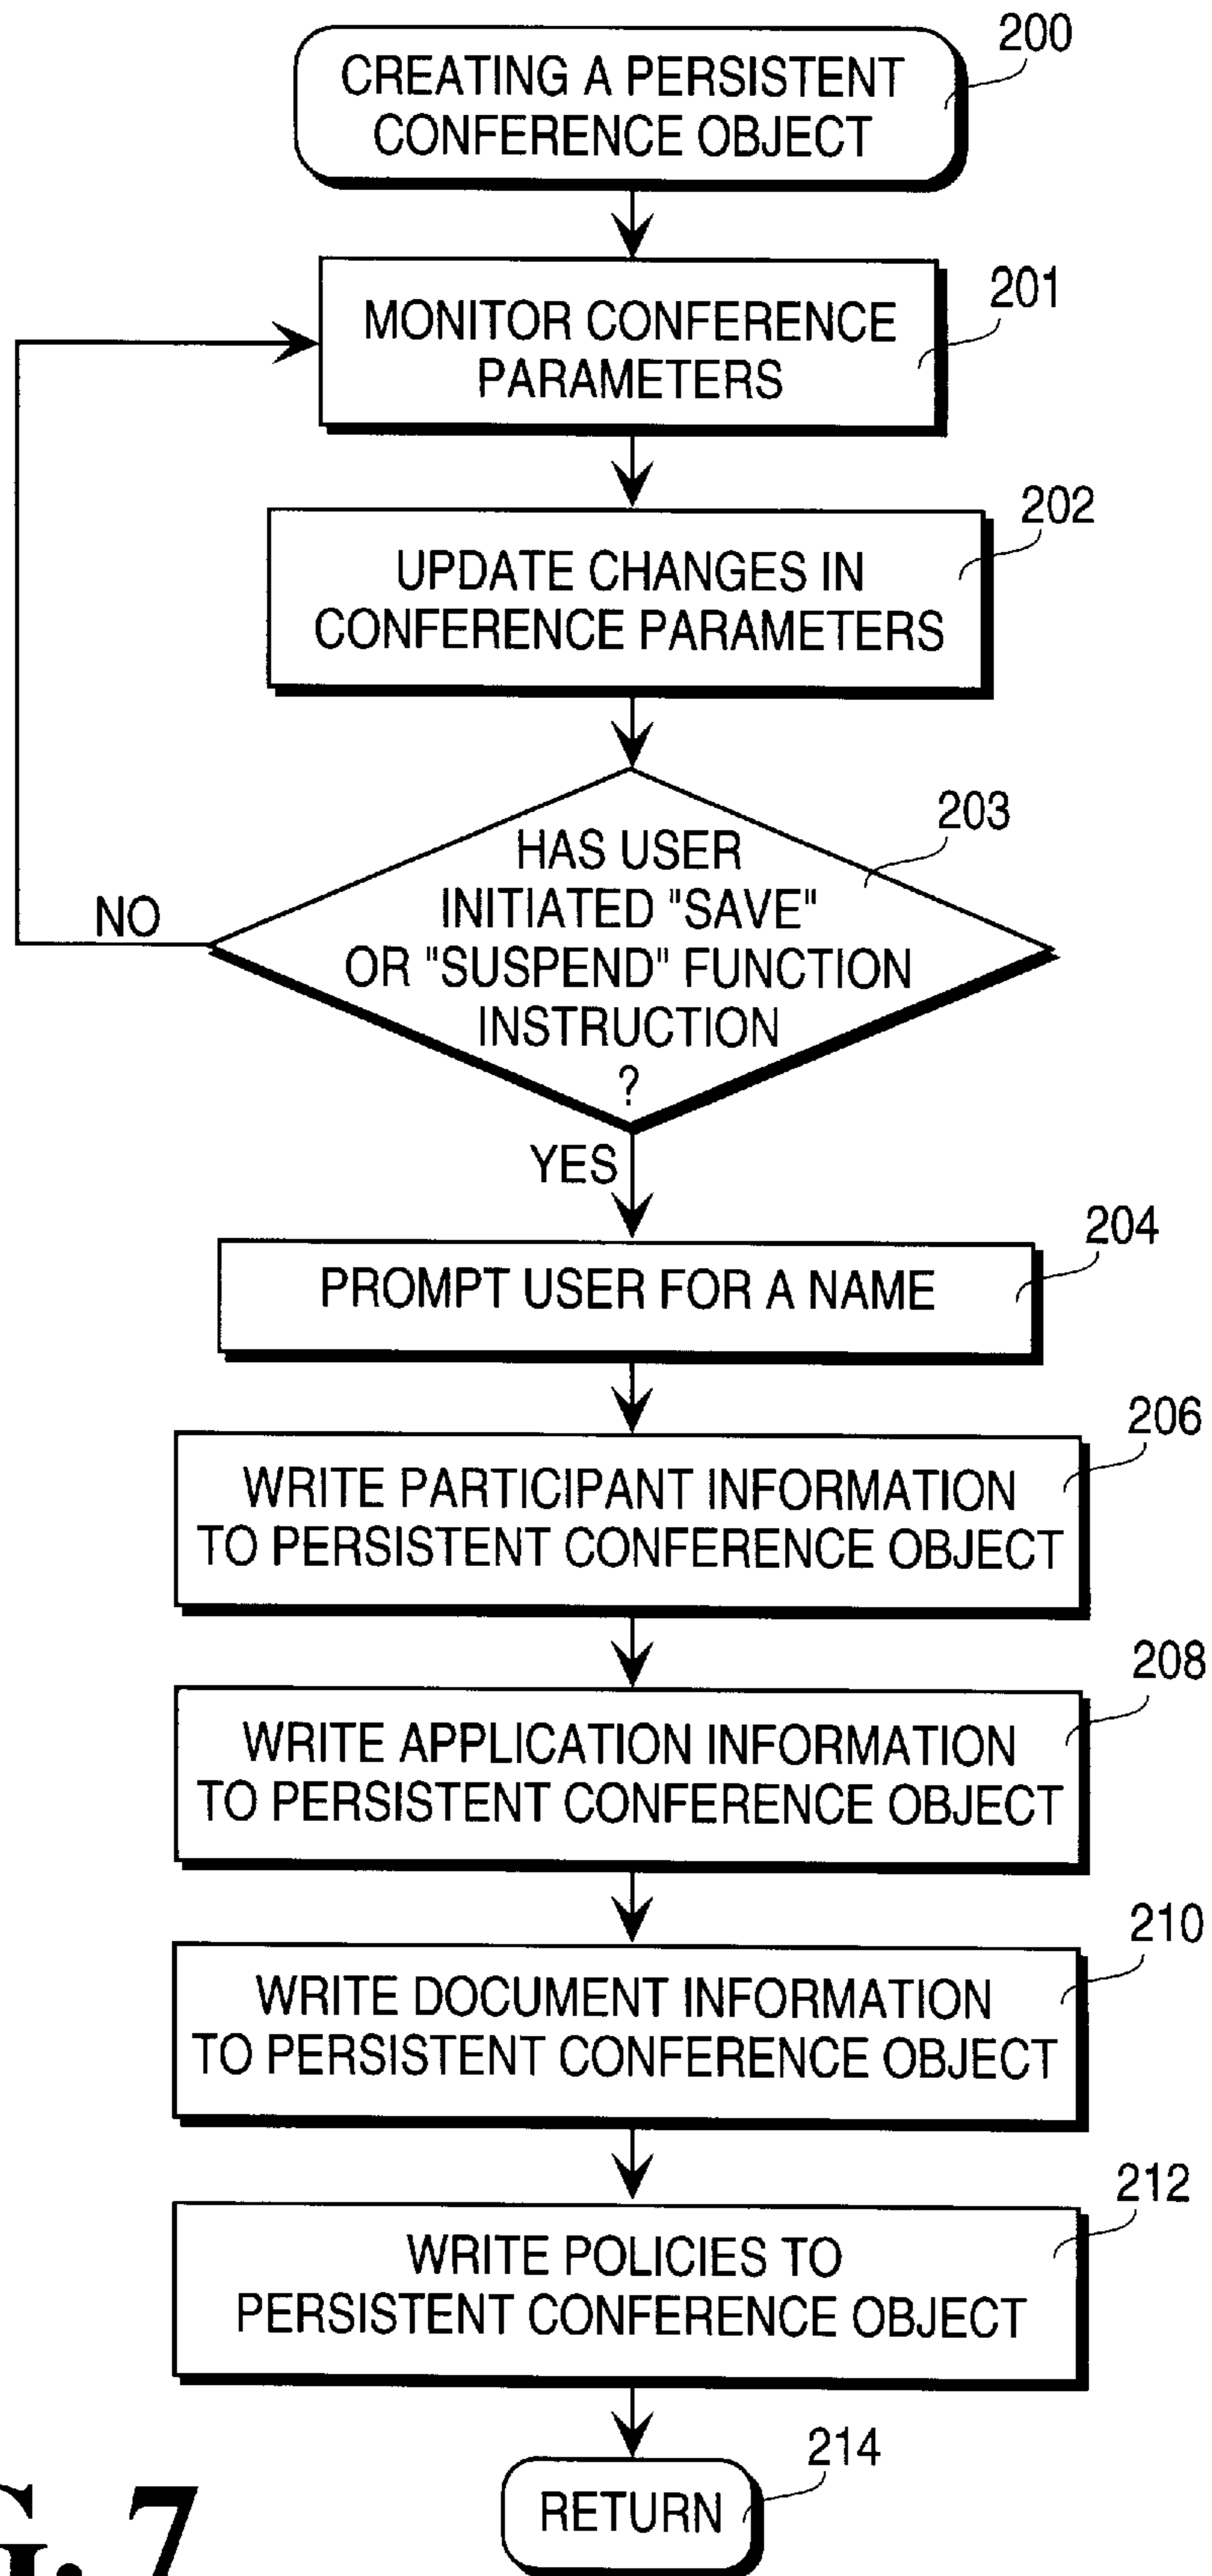 200
CREATING A PERSISTENT
CONFERENCE OBJECT
201
MONITOR CONFERENCE
PARAMETERS
202
UPDATE CHANGES IN
CONFERENCE PARAMETERS
203
HAS USER
INITIATED "SAVE"
OR "SUSPEND" FUNCTION
INSTRUCTION
?
NO
YES
204
PROMPT USER FOR A NAME
206
WRITE PARTICIPANT INFORMATION
TO PERSISTENT CONFERENCE OBJECT
208
WRITE APPLICATION INFORMATION
TO PERSISTENT CONFERENCE OBJECT
210
WRITE DOCUMENT INFORMATION
TO PERSISTENT CONFERENCE OBJECT
212
WRITE POLICIES TO
PERSISTENT CONFERENCE OBJECT
214
RETURN
7